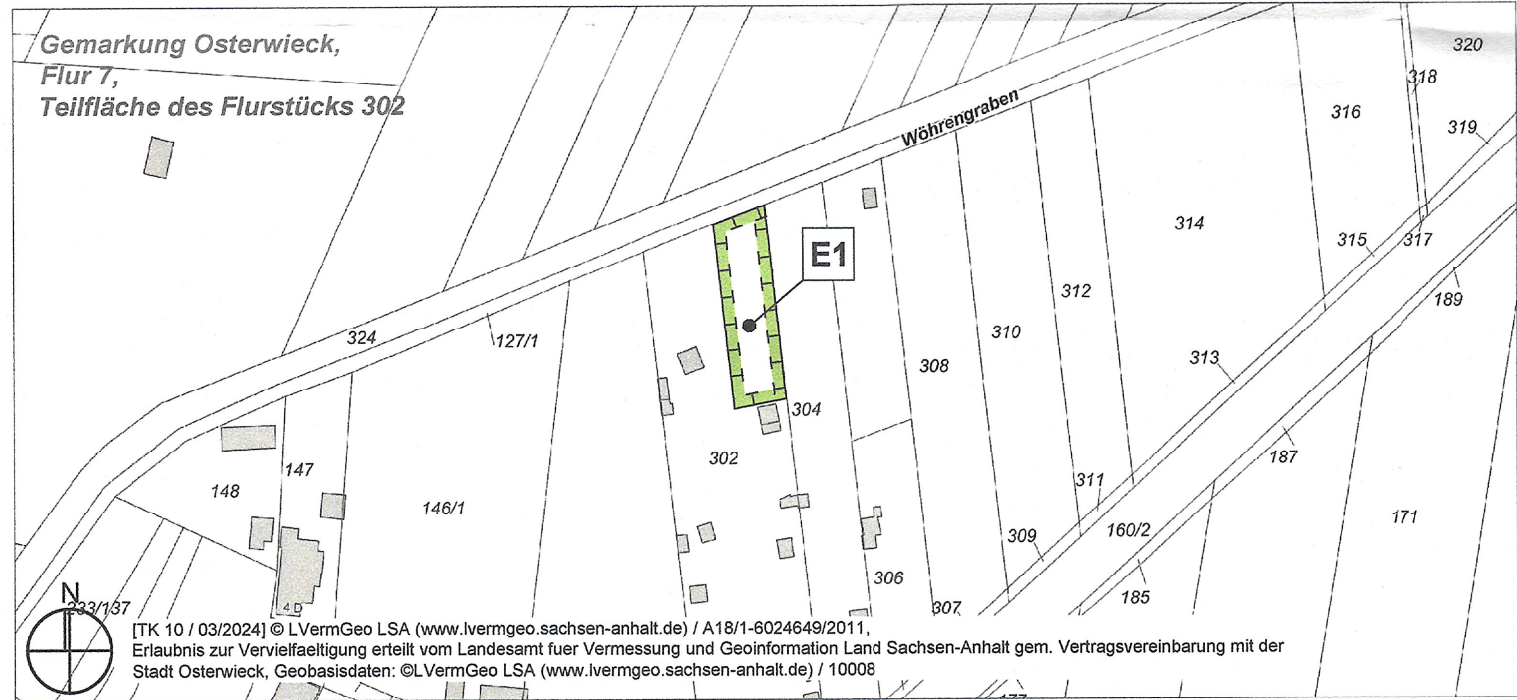 Gemarkung Osterwieck,
Flur 7,
Teilfläche des Flurstücks 302
320
318
316
319
Wöhrengraben
314
315
317
E1
312
189
310
324
127/1
313
308
304
302
187
147
311
148
146/1
171
309
160/2
306
185
307
4 D
N
233/137
[TK 10 / 03/2024] © LVermGeo LSA (www.lvermgeo.sachsen-anhalt.de) / A18/1-6024649/2011,
Erlaubnis zur Vervielfaeltigung erteilt vom Landesamt fuer Vermessung und Geoinformation Land Sachsen-Anhalt gem. Vertragsvereinbarung mit der
Stadt Osterwieck, Geobasisdaten: ©LVermGeo LSA (www.lvermgeo.sachsen-anhalt.de) / 10008